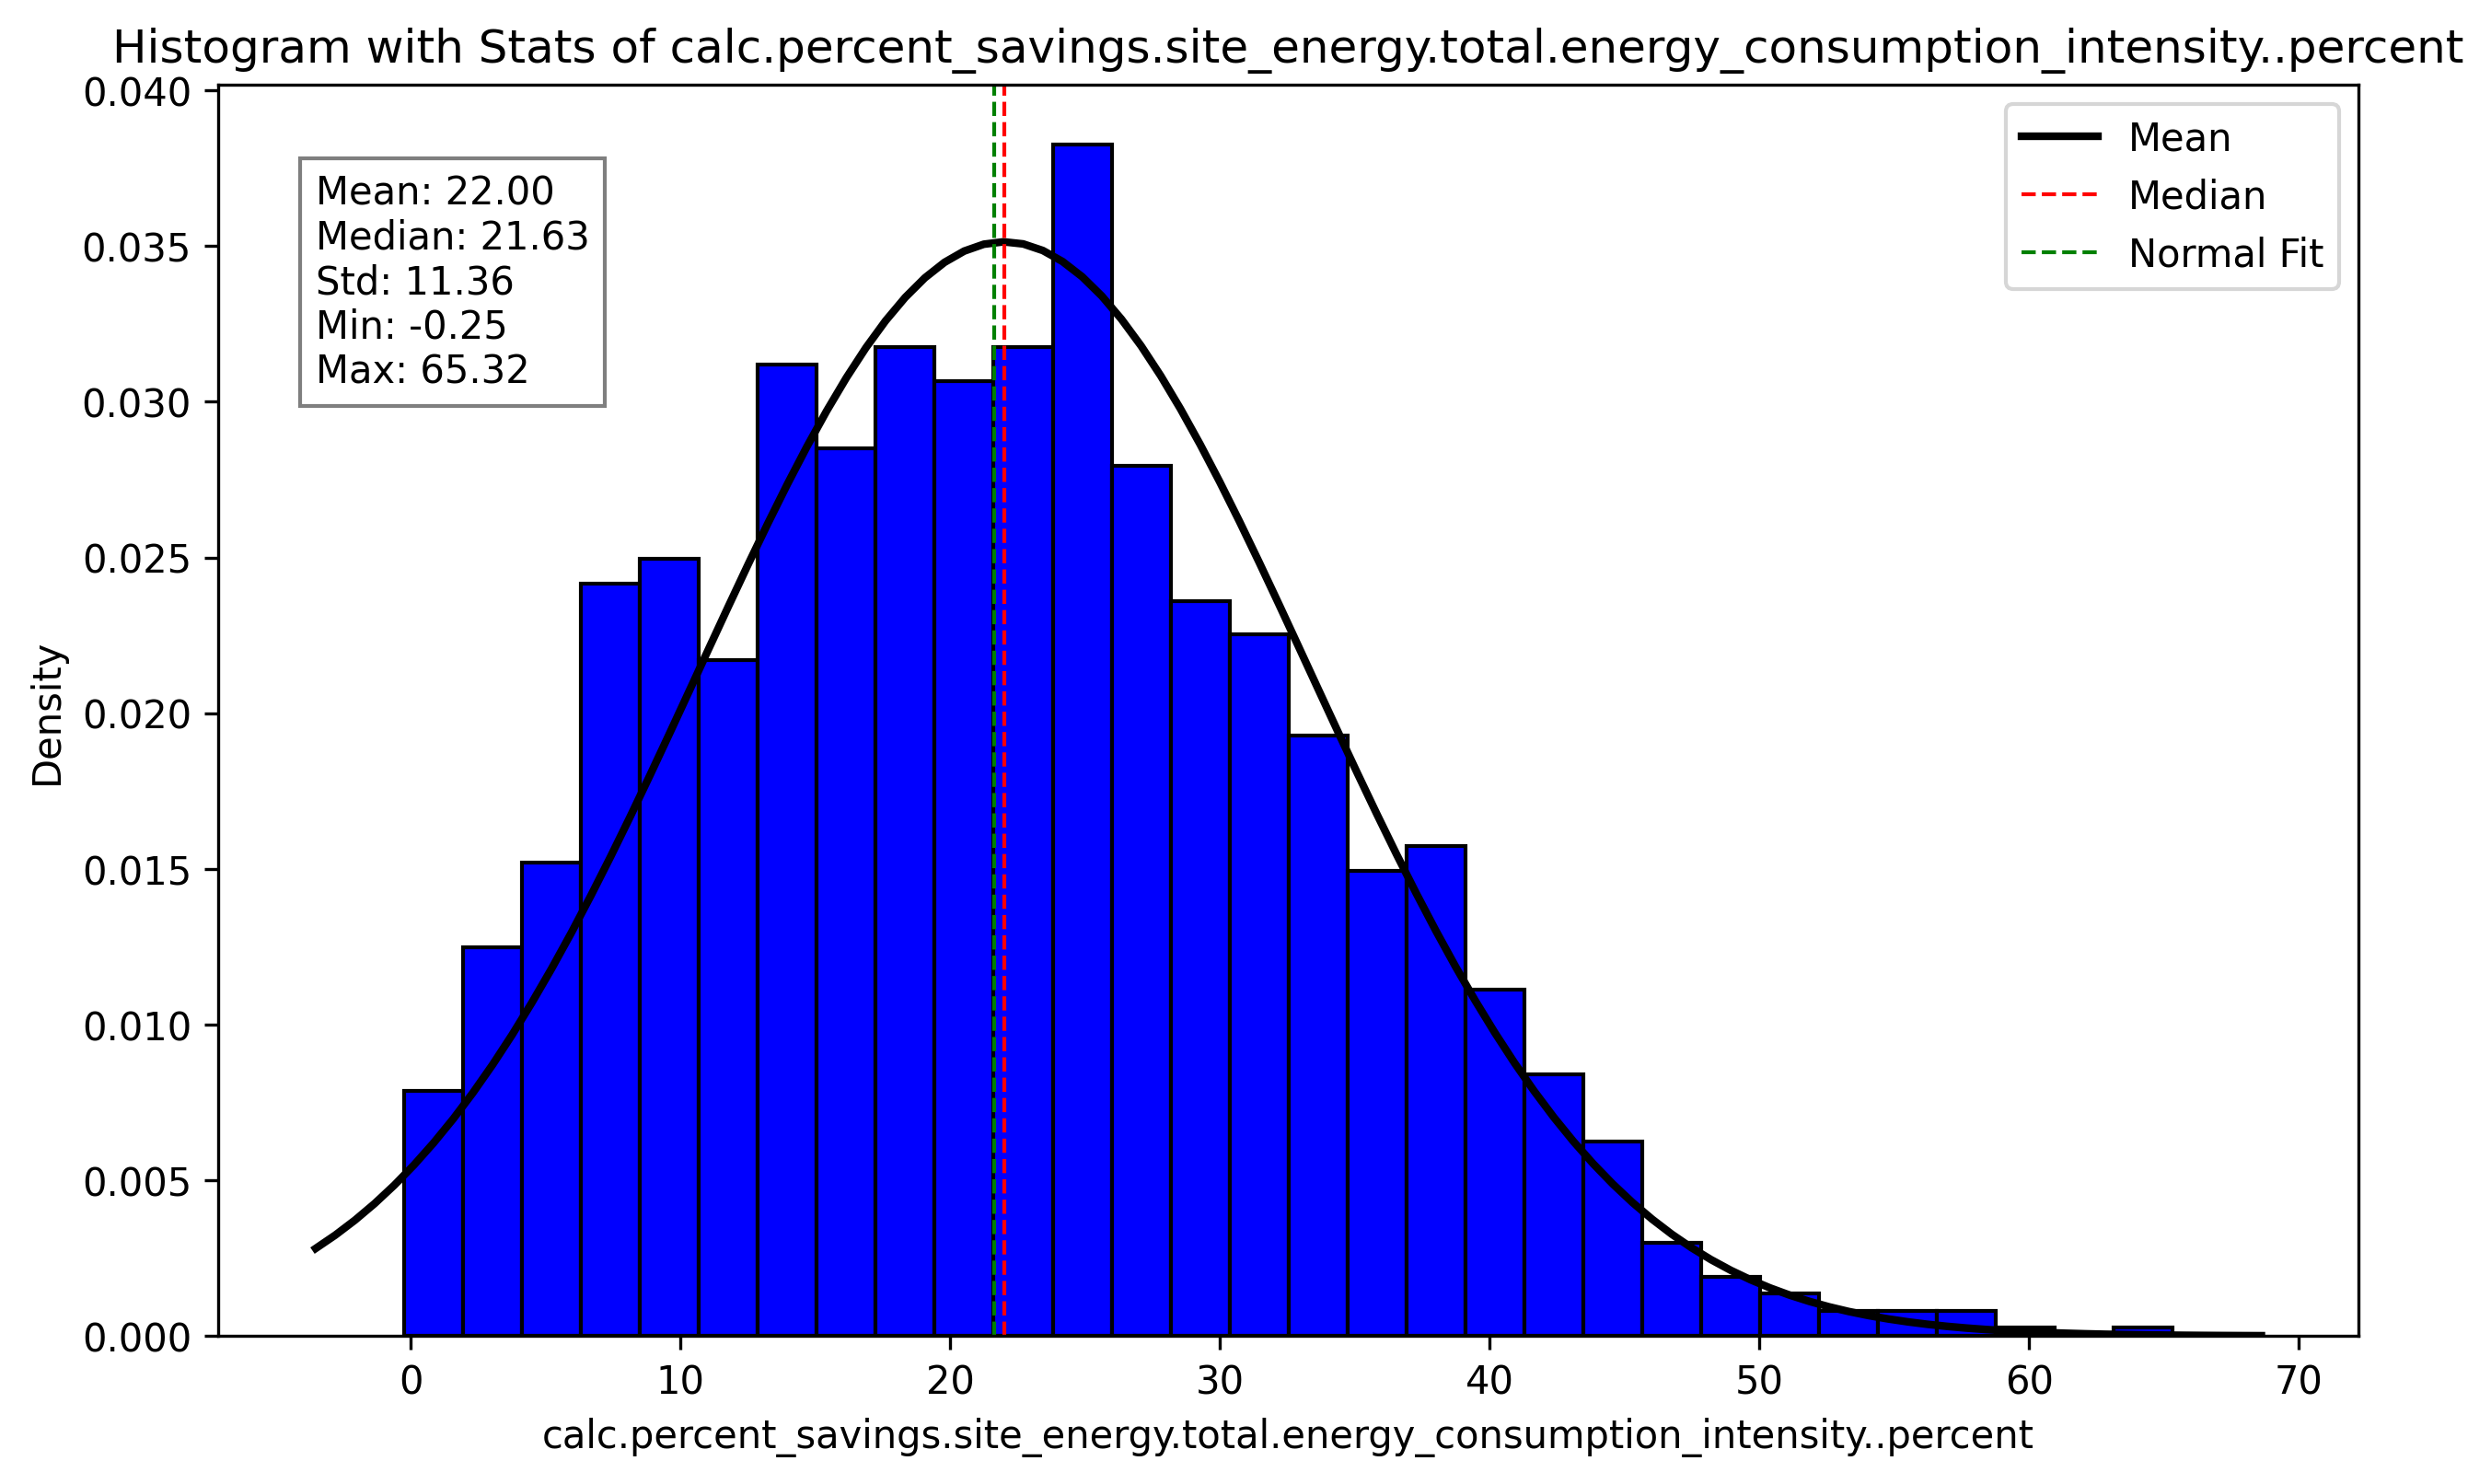 Histogram with Stats of calc.percent_savings.site_energy.total.energy_consumption_intensity..percent
0.040
0.035
0.030
0.025
0.020
0.015
0.010
0.005
0.000
Density
Mean: 22.00
Median: 21.63
Std: 11.36
Min: -0.25
Max: 65.32
Mean
Median
Normal Fit
0 10 20 30 40 50 60 70
calc.percent_savings.site_energy.total.energy_consumption_intensity..percent